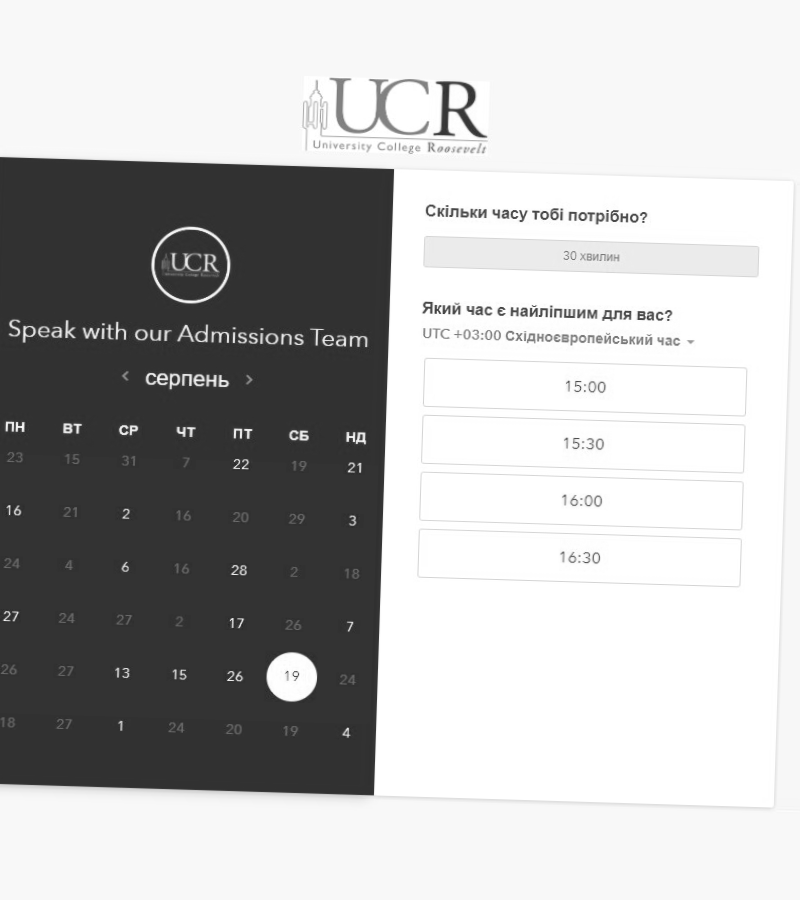 UCR
University College Roosevelt
UCR
Speak with our Admissions Team
серпень
ПН ВТ СР ЧТ ПТ СБ НД
23 15 31 7 22 19 21
16 21 2 16 20 29 3
24 4 6 16 28 2 18
27 24 27 2 17 26 7
26 27 13 15 26 19 24
18 27 1 24 20 19 4
Скільки часу тобі потрібно?
30 хвилин
Який час є найліпшим для вас?
UTC +03:00 Східноєвропейський час
15:00
15:30
16:00
16:30